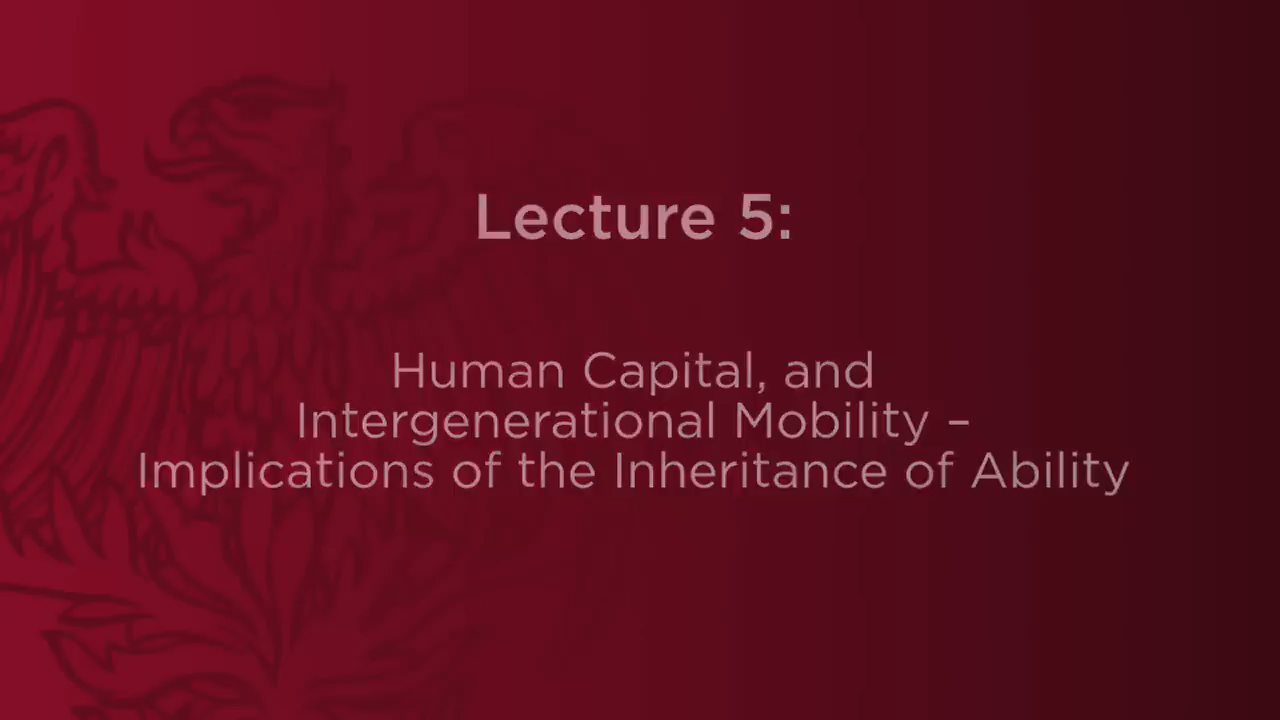 Lecture 5:
Human Capital, and
Intergenerational Mobility –
Implications of the Inheritance of Ability